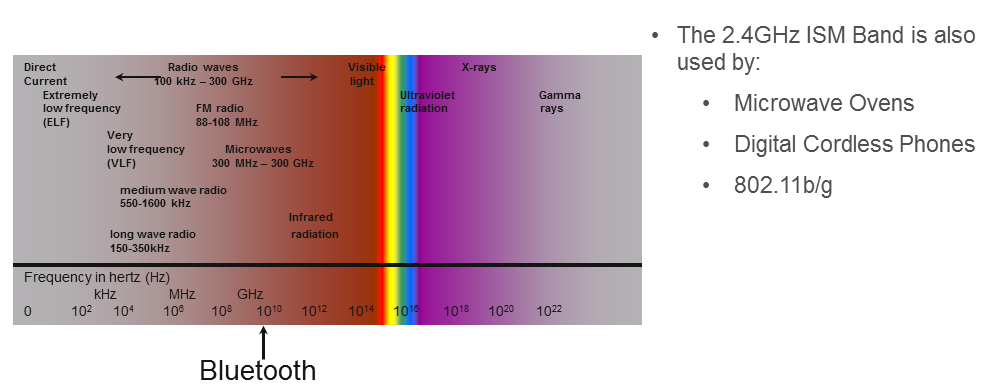 Direct
Current
Radio waves
100 kHz – 300 GHz
Visible
light
X-rays
Extremely
low frequency
(ELF)
FM radio
88-108 MHz
Ultraviolet
radiation
Gamma
rays
Very
low frequency
(VLF)
Microwaves
300 MHz – 300 GHz
medium wave radio
550-1600 kHz
Infrared
radiation
long wave radio
150-350kHz
Frequency in hertz (Hz)
kHz MHz GHz
0 10² 10⁴ 10⁶ 10⁸ 10¹⁰ 10¹² 10¹⁴ 10¹⁶ 10¹⁸ 10²⁰ 10²²
Bluetooth
• The 2.4GHz ISM Band is also
used by:
• Microwave Ovens
• Digital Cordless Phones
• 802.11b/g